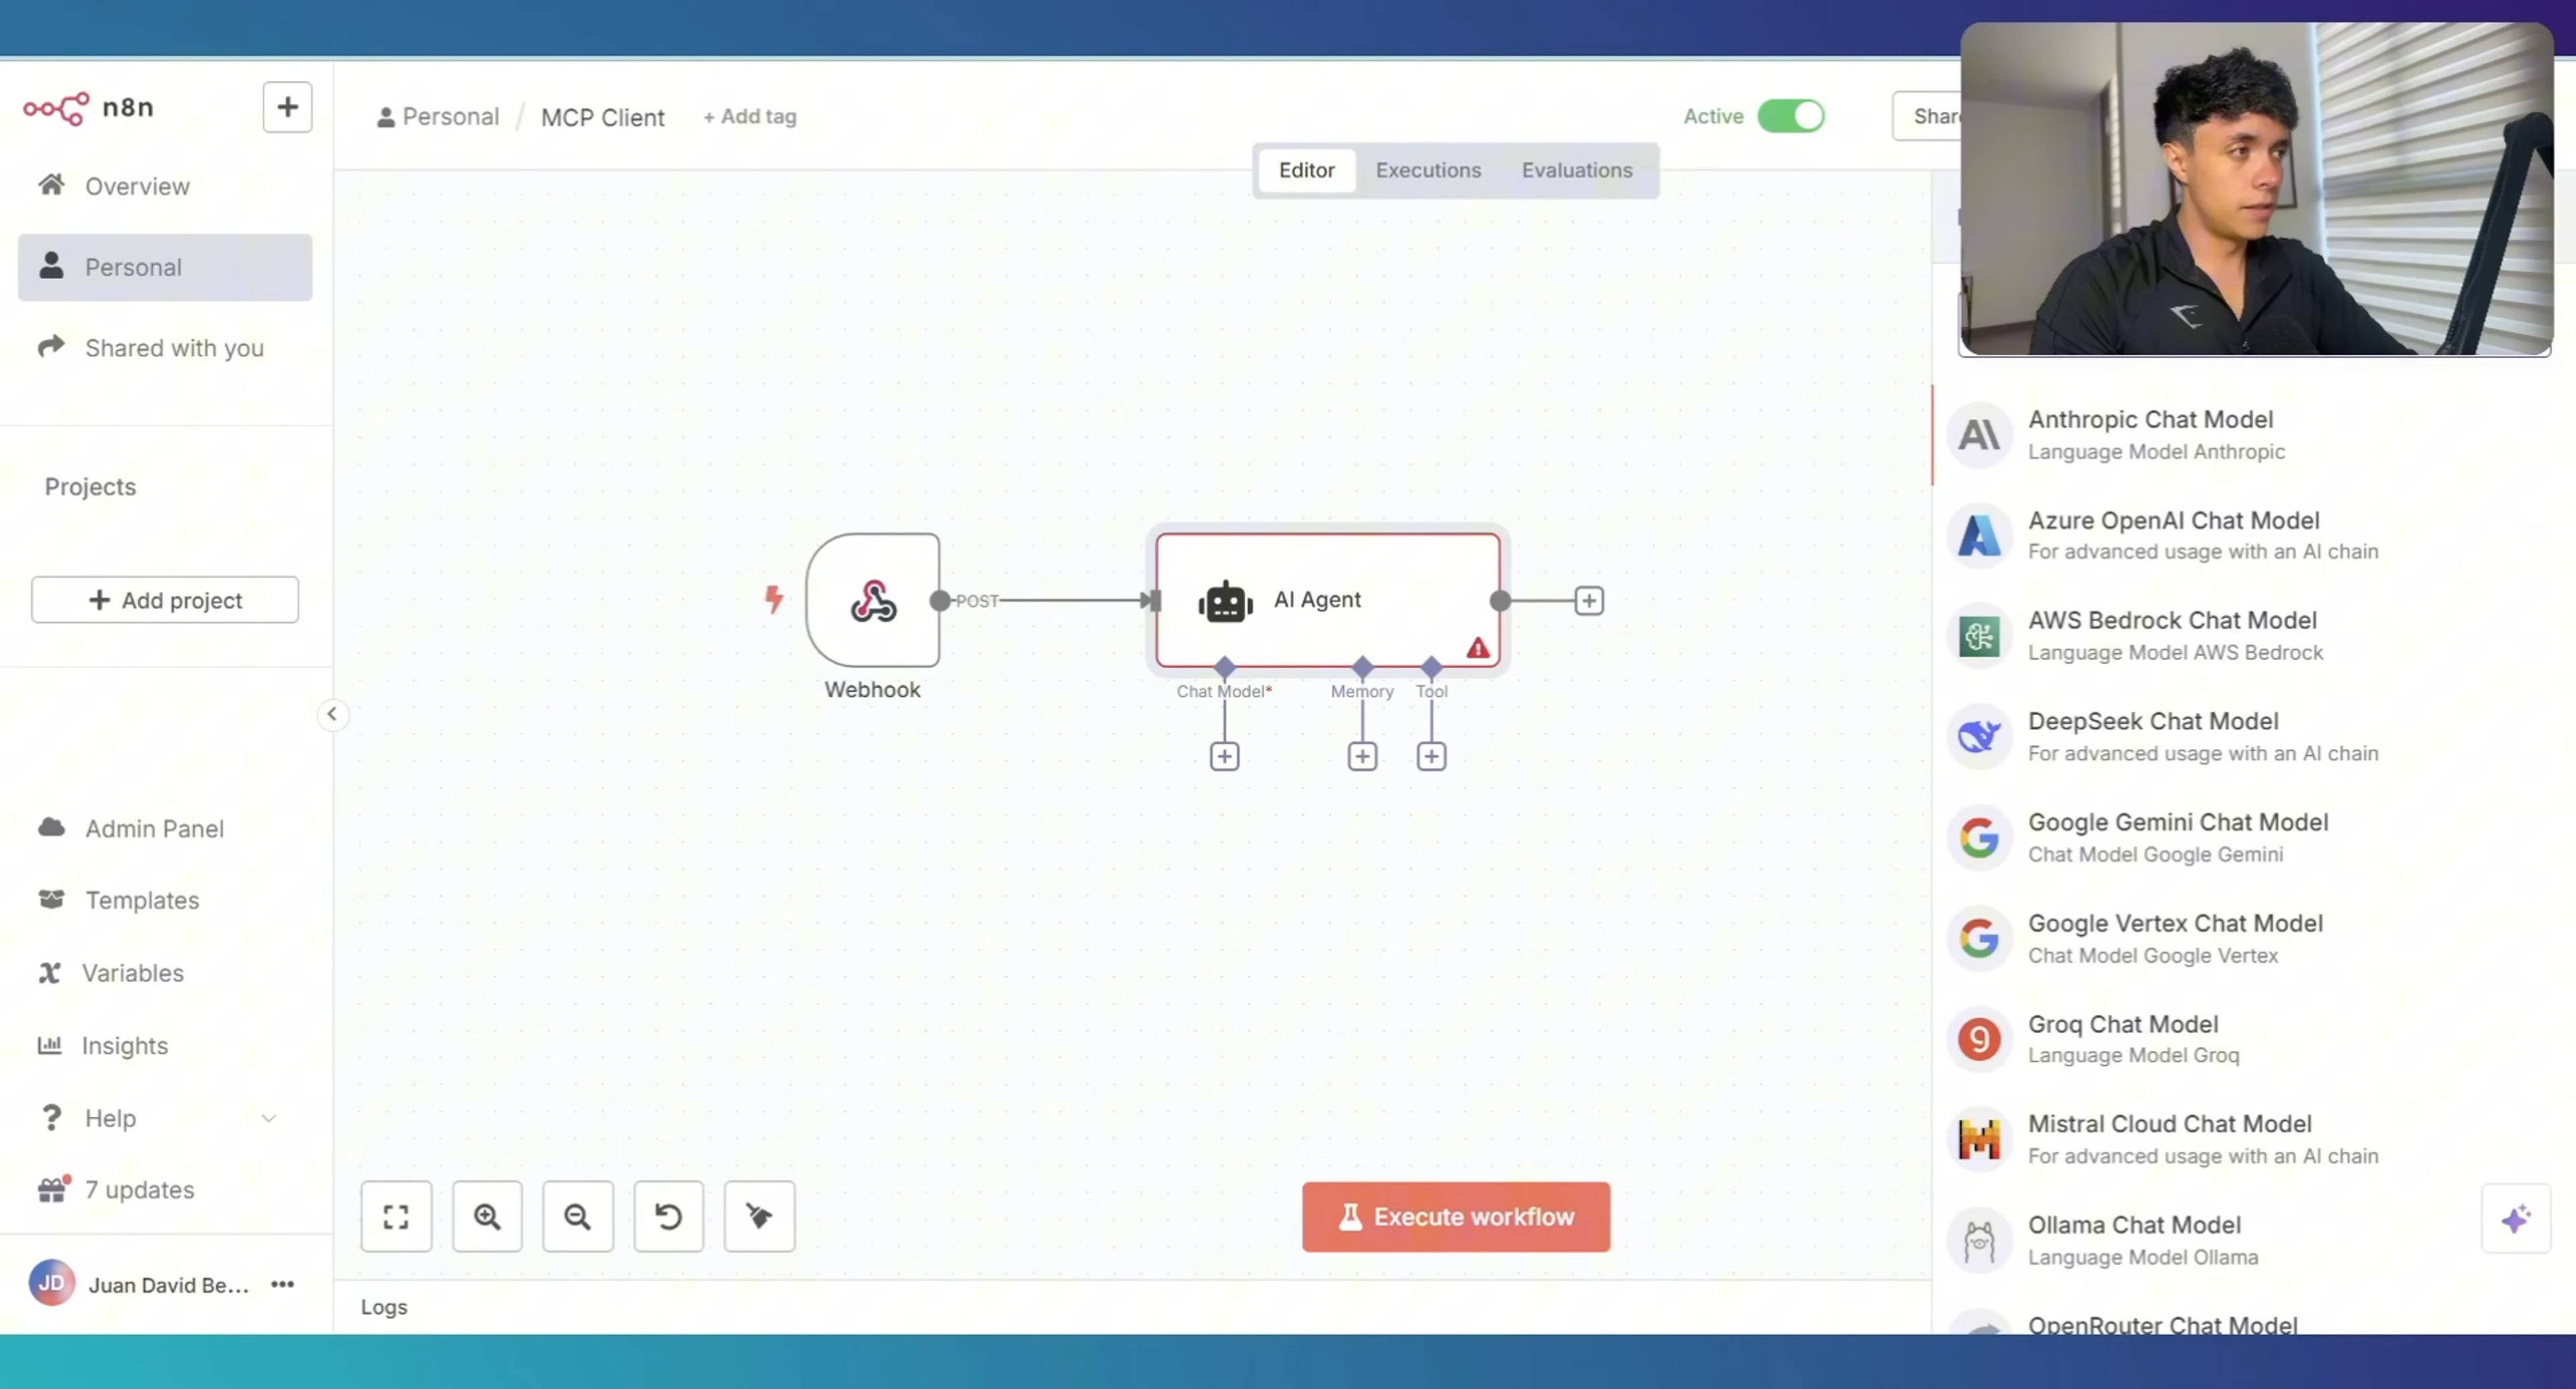 n8n
Overview
Personal
Shared with you
Projects
Add project
Admin Panel
Templates
Variables
Insights
Help
7 updates
JD
Juan David Be...
Personal / MCP Client + Add tag
Active
Editor Executions Evaluations
POST
Webhook
AI Agent
Chat Model*
Memory
Tool
Execute workflow
Logs
Anthropic Chat Model
Language Model Anthropic
Azure OpenAI Chat Model
For advanced usage with an AI chain
AWS Bedrock Chat Model
Language Model AWS Bedrock
DeepSeek Chat Model
For advanced usage with an AI chain
Google Gemini Chat Model
Chat Model Google Gemini
Google Vertex Chat Model
Chat Model Google Vertex
Groq Chat Model
Language Model Groq
Mistral Cloud Chat Model
For advanced usage with an AI chain
Ollama Chat Model
Language Model Ollama
OpenRouter Chat Model